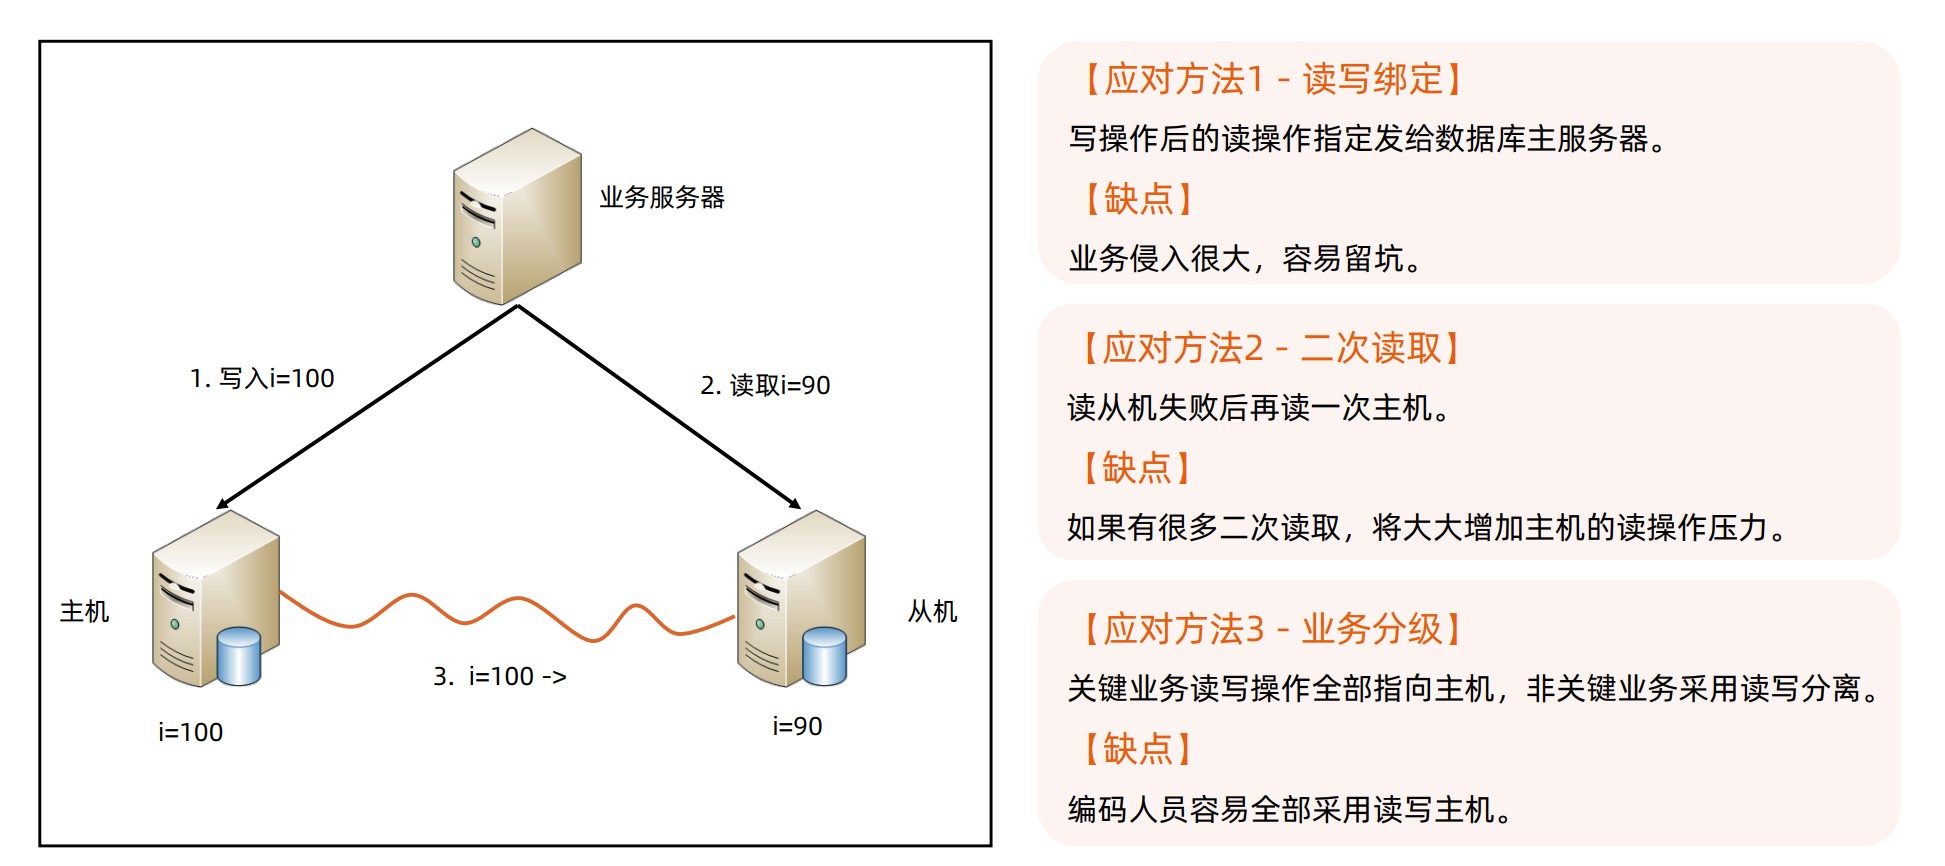 业务服务器
1. 写入i=100
2. 读取i=90
主机
从机
3.  i=100 ->
i=100
i=90
【应对方法1 - 读写绑定】
写操作后的读操作指定发给数据库主服务器。
【缺点】
业务侵入很大，容易留坑。
【应对方法2 - 二次读取】
读从机失败后再读一次主机。
【缺点】
如果有很多二次读取，将大大增加主机的读操作压力。
【应对方法3 - 业务分级】
关键业务读写操作全部指向主机，非关键业务采用读写分离。
【缺点】
编码人员容易全部采用读写主机。